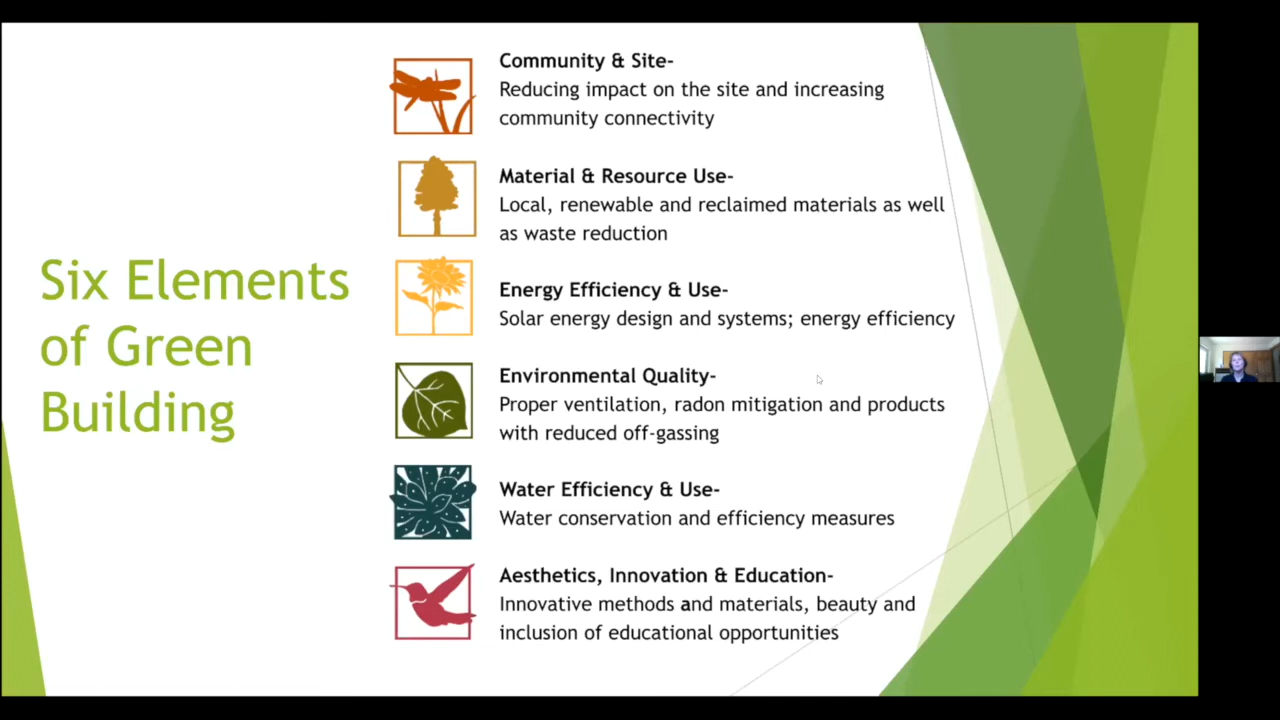 Six Elements
of Green
Building
Community & Site-
Reducing impact on the site and increasing
community connectivity
Material & Resource Use-
Local, renewable and reclaimed materials as well
as waste reduction
Energy Efficiency & Use-
Solar energy design and systems; energy efficiency
Environmental Quality-
Proper ventilation, radon mitigation and products
with reduced off-gassing
Water Efficiency & Use-
Water conservation and efficiency measures
Aesthetics, Innovation & Education-
Innovative methods and materials, beauty and
inclusion of educational opportunities